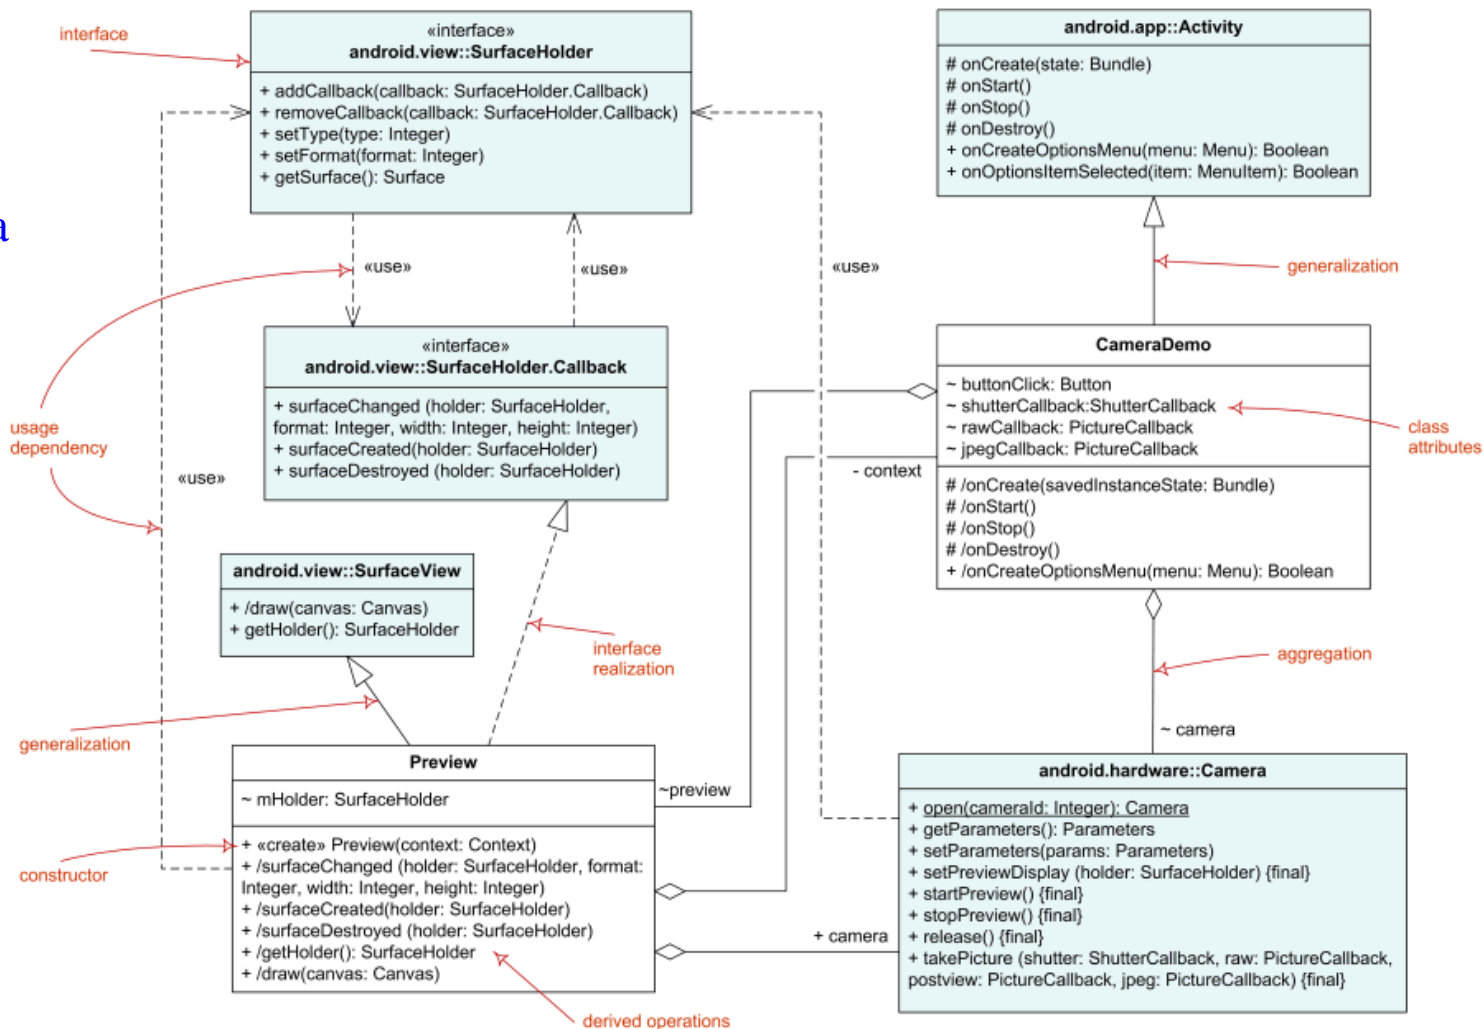 interface
«interface»
android.view::SurfaceHolder
+ addCallback(callback: SurfaceHolder.Callback)
+ removeCallback(callback: SurfaceHolder.Callback)
+ setType(type: Integer)
+ setFormat(format: Integer)
+ getSurface(): Surface
android.app::Activity
# onCreate(state: Bundle)
# onStart()
# onStop()
# onDestroy()
+ onCreateOptionsMenu(menu: Menu): Boolean
+ onOptionsItemSelected(item: MenuItem): Boolean
a
«use»
«use»
«use»
generalization
«interface»
android.view::SurfaceHolder.Callback
+ surfaceChanged (holder: SurfaceHolder,
format: Integer, width: Integer, height: Integer)
+ surfaceCreated(holder: SurfaceHolder)
+ surfaceDestroyed (holder: SurfaceHolder)
CameraDemo
~ buttonClick: Button
~ shutterCallback:ShutterCallback
~ rawCallback: PictureCallback
~ jpegCallback: PictureCallback
# /onCreate(savedInstanceState: Bundle)
# /onStart()
# /onStop()
# /onDestroy()
+ /onCreateOptionsMenu(menu: Menu): Boolean
class
attributes
usage
dependency
«use»
- context
android.view::SurfaceView
+ /draw(canvas: Canvas)
+ getHolder(): SurfaceHolder
interface
realization
aggregation
generalization
~ camera
Preview
~ mHolder: SurfaceHolder
+ «create» Preview(context: Context)
+ /surfaceChanged (holder: SurfaceHolder, format:
Integer, width: Integer, height: Integer)
+ /surfaceCreated(holder: SurfaceHolder)
+ /surfaceDestroyed (holder: SurfaceHolder)
+ /getHolder(): SurfaceHolder
+ /draw(canvas: Canvas)
~preview
constructor
+ camera
android.hardware::Camera
+ open(cameraId: Integer): Camera
+ getParameters(): Parameters
+ setParameters(params: Parameters)
+ setPreviewDisplay (holder: SurfaceHolder) {final}
+ startPreview() {final}
+ stopPreview() {final}
+ release() {final}
+ takePicture (shutter: ShutterCallback, raw: PictureCallback,
postview: PictureCallback, jpeg: PictureCallback) {final}
derived operations